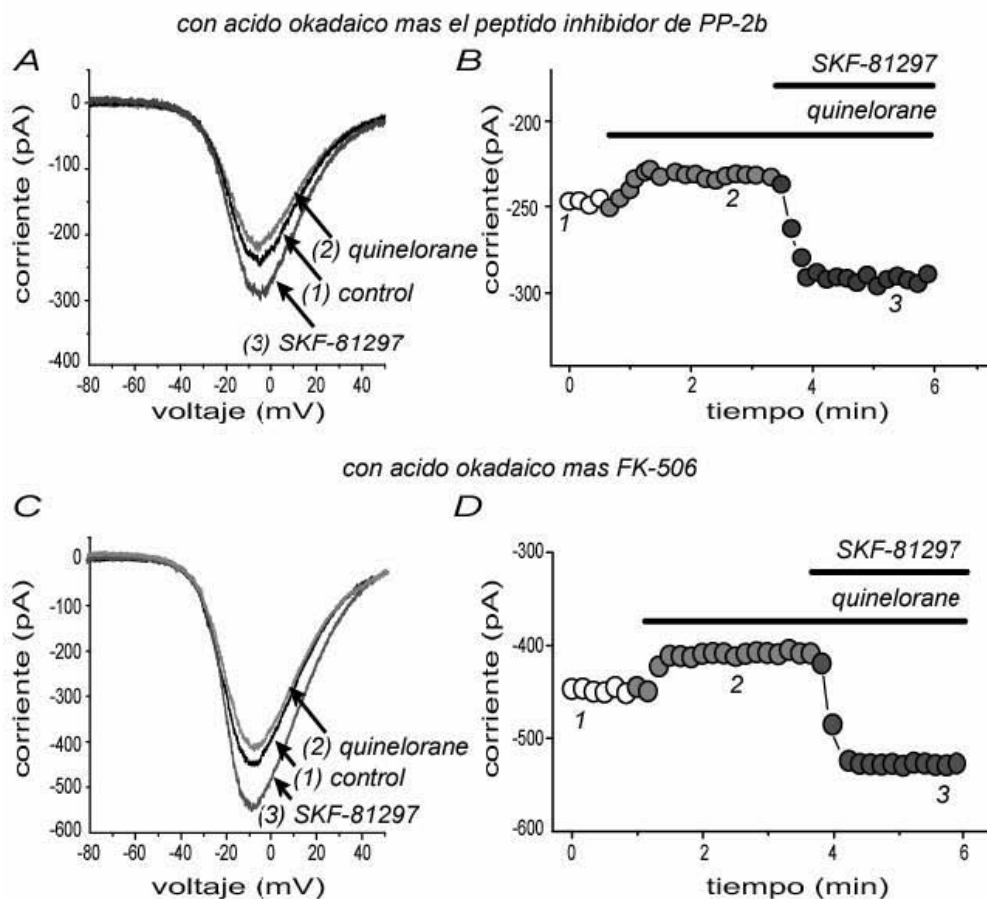 con acido okadaico mas el peptido inhibidor de PP-2b
A
B
0
-100
-200
-300
-400
corriente (pA)
(2) quinelorane
(1) control
(3) SKF-81297
-80 -60 -40 -20 0 20 40
voltaje (mV)
SKF-81297
quinelorane
-200
-250
-300
corriente(pA)
1
2
3
0 2 4 6
tiempo (min)
con acido okadaico mas FK-506
C
D
0
-100
-200
-300
-400
-500
-600
corriente (pA)
(2) quinelorane
(1) control
(3) SKF-81297
-80 -60 -40 -20 0 20 40
voltaje (mV)
-300
-400
-500
-600
corriente (pA)
SKF-81297
quinelorane
1
2
3
0 2 4 6
tiempo (min)